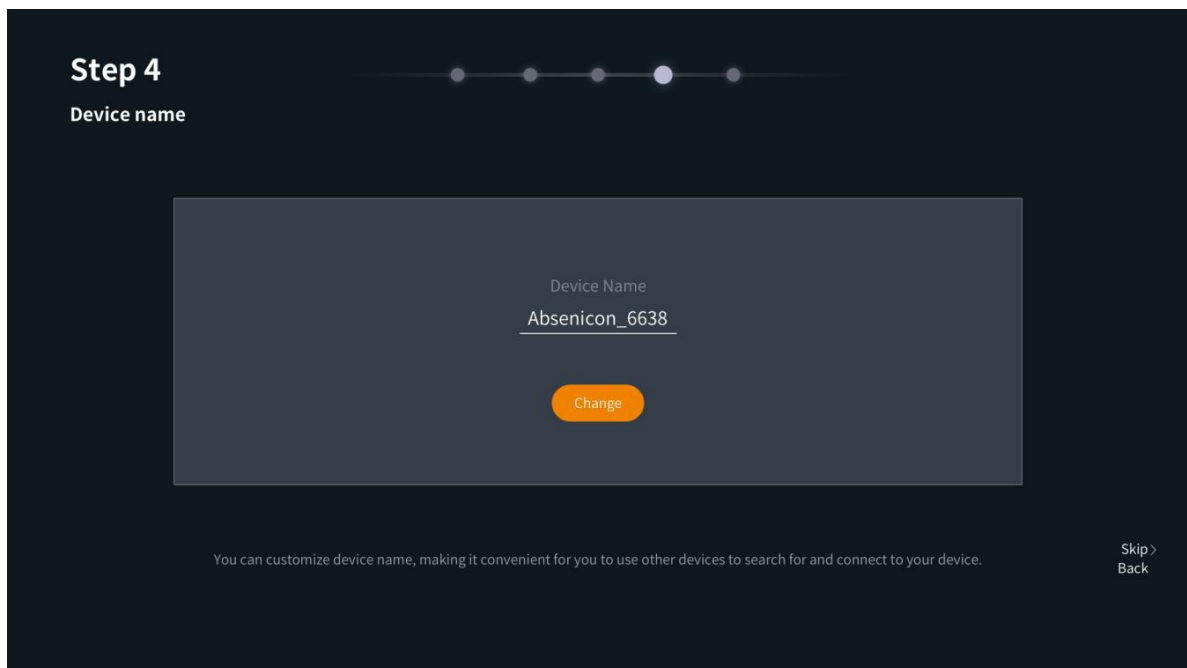 Step 4
Device name
Device Name
Absenicon_6638
Change
You can customize device name, making it convenient for you to use other devices to search for and connect to your device.
Skip>
Back